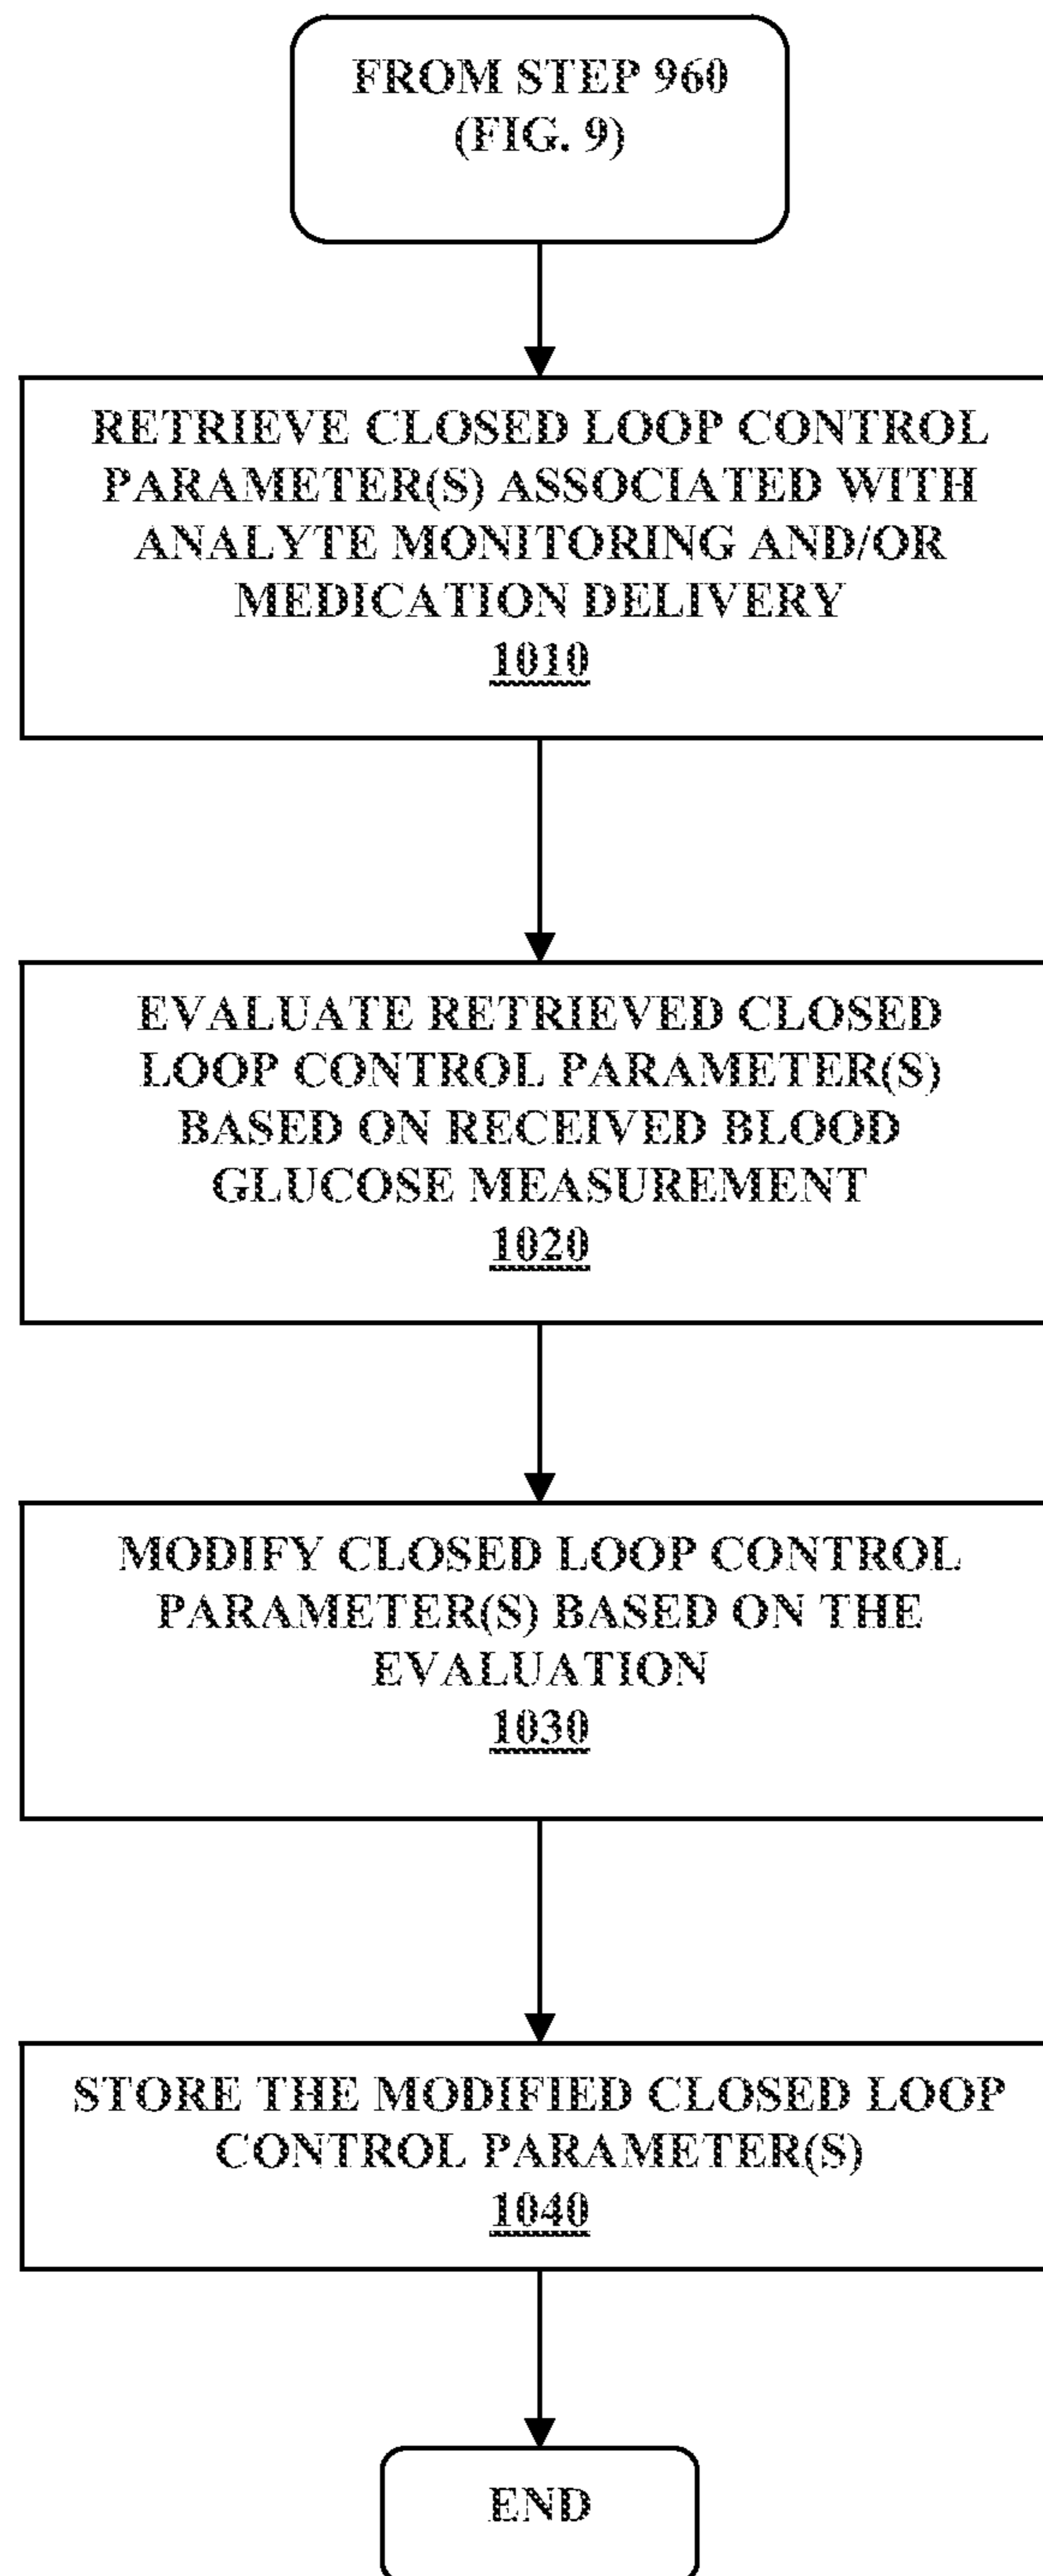 FROM STEP 960
(FIG. 9)
RETRIEVE CLOSED LOOP CONTROL
PARAMETER(S) ASSOCIATED WITH
ANALYTE MONITORING AND/OR
MEDICATION DELIVERY
1010
EVALUATE RETRIEVED CLOSED
LOOP CONTROL PARAMETER(S)
BASED ON RECEIVED BLOOD
GLUCOSE MEASUREMENT
1020
MODIFY CLOSED LOOP CONTROL
PARAMETER(S) BASED ON THE
EVALUATION
1030
STORE THE MODIFIED CLOSED LOOP
CONTROL PARAMETER(S)
1040
END